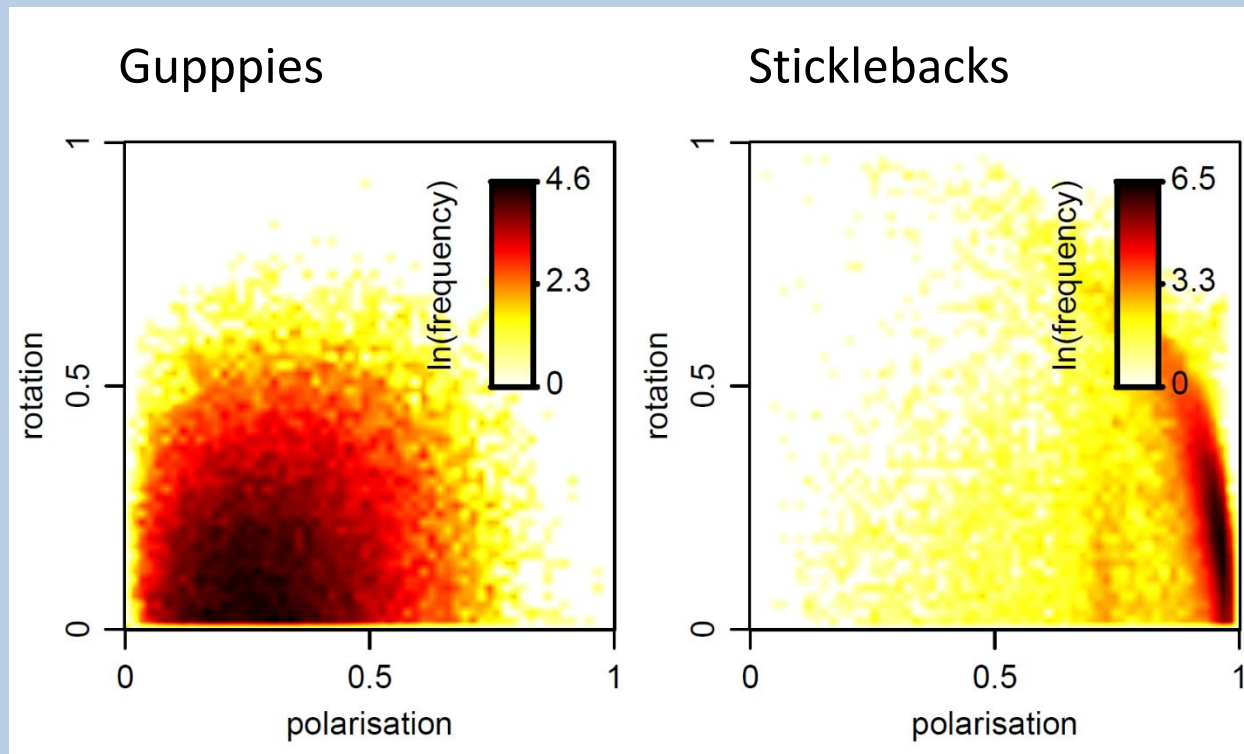 Gupppies
1
0.5
0
rotation
ln(frequency)
4.6
2.3
0
0
0.5
1
polarisation
Sticklebacks
1
0.5
0
rotation
ln(frequency)
6.5
3.3
0
0
0.5
1
polarisation